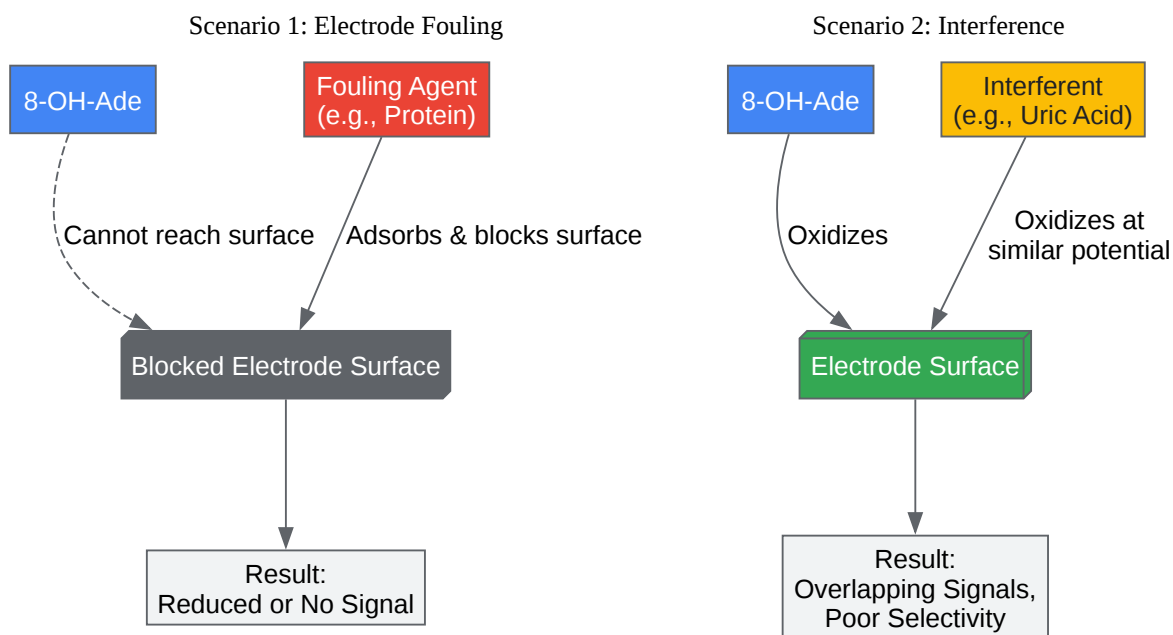 Scenario 1: Electrode Fouling
8-OH-Ade
Fouling Agent
(e.g., Protein)
Cannot reach surface
Adsorbs & blocks surface
Blocked Electrode Surface
Result:
Reduced or No Signal
Scenario 2: Interference
8-OH-Ade
Interferent
(e.g., Uric Acid)
Oxidizes
Oxidizes at
similar potential
Electrode Surface
Result:
Overlapping Signals,
Poor Selectivity